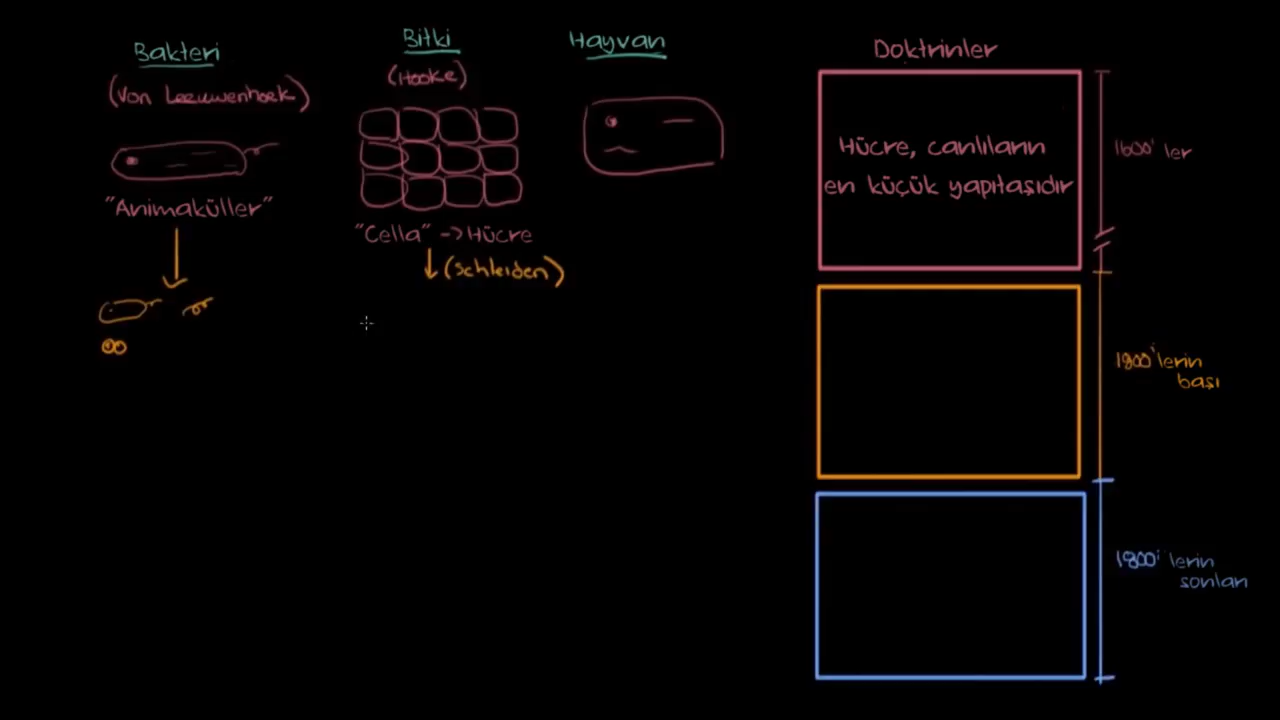 Bakteri
(Von Leeuwenhoek)
"Animaküller"
Bitki
(Hooke)
"Cella" -> Hücre
(Schleiden)
Hayvan
Doktrinler
Hücre, canlıların
en küçük yapıtaşıdır
1600' ler
1800'lerin
başı
1800'lerin
sonları